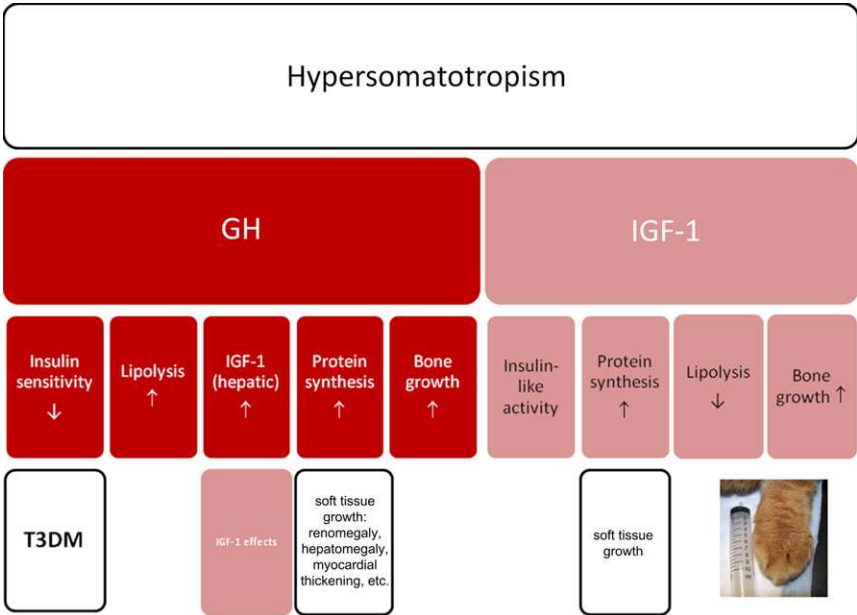 Hypersomatotropism
GH
IGF-1
Insulin
sensitivity
↓
Lipolysis
↑
IGF-1
(hepatic)
↑
Protein
synthesis
↑
Bone
growth
↑
Insulin-
like
activity
Protein
synthesis
↑
Lipolysis
↓
Bone
growth ↑
T3DM
IGF-1 effects
soft tissue
growth:
renomegaly,
hepatomegaly,
myocardial
thickening, etc.
soft tissue
growth